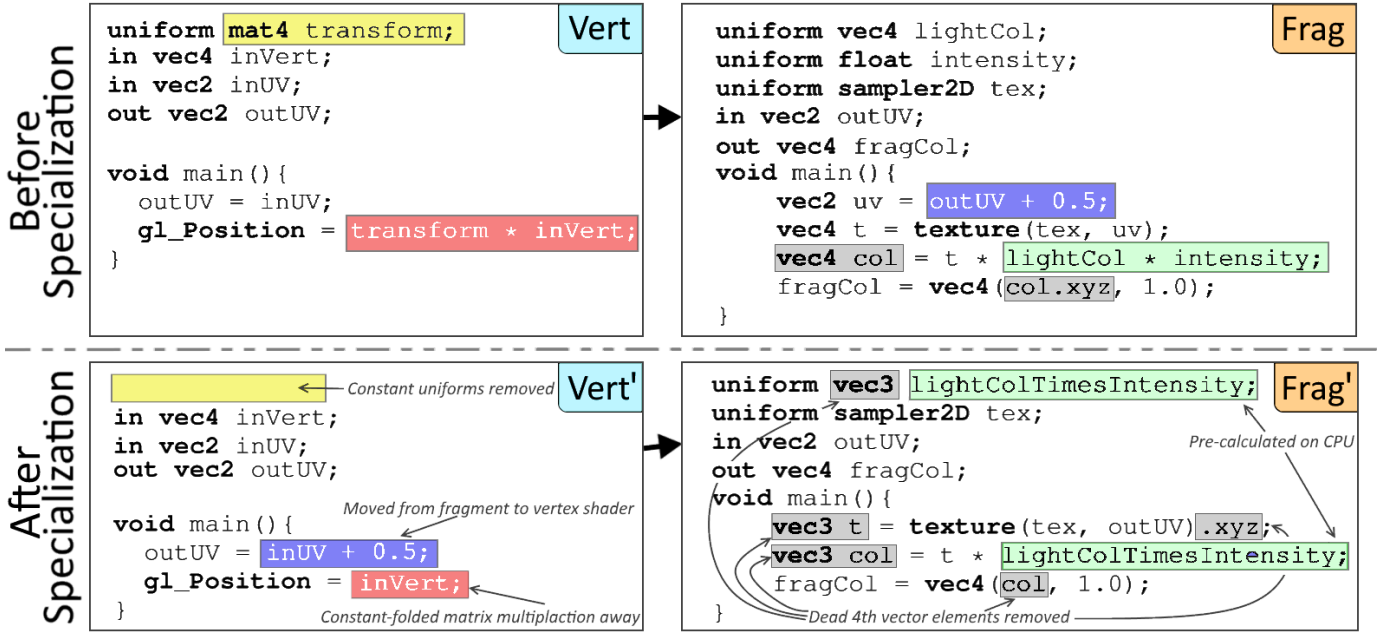 Before
Specialization
Vert
uniform mat4 transform;
in vec4 inVert;
in vec2 inUV;
out vec2 outUV;
void main(){
outUV = inUV;
gl_Position = transform * inVert;
}
Frag
uniform vec4 lightCol;
uniform float intensity;
uniform sampler2D tex;
in vec2 outUV;
out vec4 fragCol;
void main(){
vec2 uv = outUV + 0.5;
vec4 t = texture(tex, uv);
vec4 col = t * lightCol * intensity;
fragCol = vec4(col.xyz, 1.0);
}
After
Specialization
Vert'
Constant uniforms removed
in vec4 inVert;
in vec2 inUV;
out vec2 outUV;
Moved from fragment to vertex shader
void main(){
outUV = inUV + 0.5;
gl_Position = inVert;
}
Constant-folded matrix multiplaction away
Frag'
uniform vec3 lightColTimesIntensity;
uniform sampler2D tex;
in vec2 outUV;
Pre-calculated on CPU
out vec4 fragCol;
void main(){
vec3 t = texture(tex, outUV).xyz;
vec3 col = t * lightColTimesIntensity;
fragCol = vec4(col, 1.0);
}
Dead 4th vector elements removed